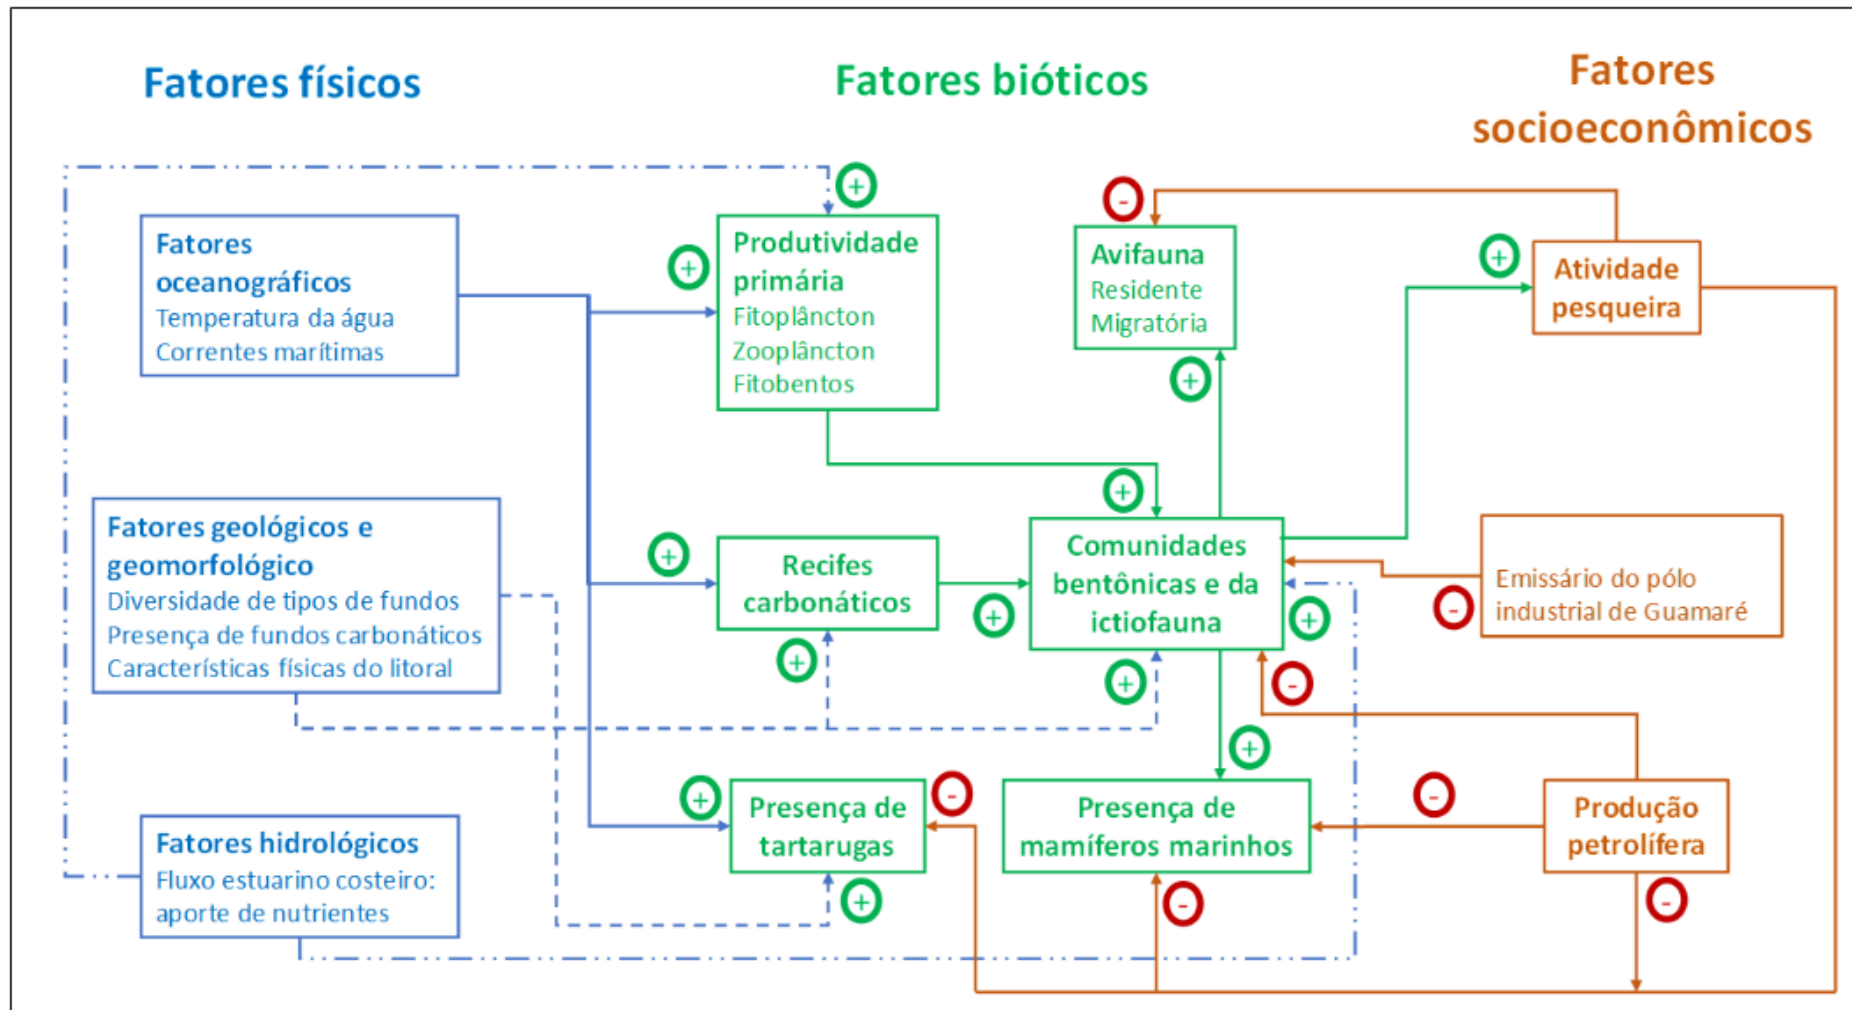 Fatores físicos
Fatores bióticos
Fatores
socioeconômicos
+
-
Fatores
oceanográficos
Temperatura da água
Correntes marítimas
+
Produtividade
primária
Fitoplâncton
Zooplâncton
Fitobentos
Avifauna
Residente
Migratória
+
+
Atividade
pesqueira
+
Fatores geológicos e
geomorfológico
Diversidade de tipos de fundos
Presença de fundos carbonáticos
Características físicas do litoral
+
Recifes
carbonáticos
+
+
Comunidades
bentônicas e da
ictiofauna
+
+
-
Emissário do pólo
industrial de Guamaré
-
+
Fatores hidrológicos
Fluxo estuarino costeiro:
aporte de nutrientes
+
Presença de
tartarugas
-
+
Presença de
mamíferos marinhos
-
-
Produção
petrolífera
-